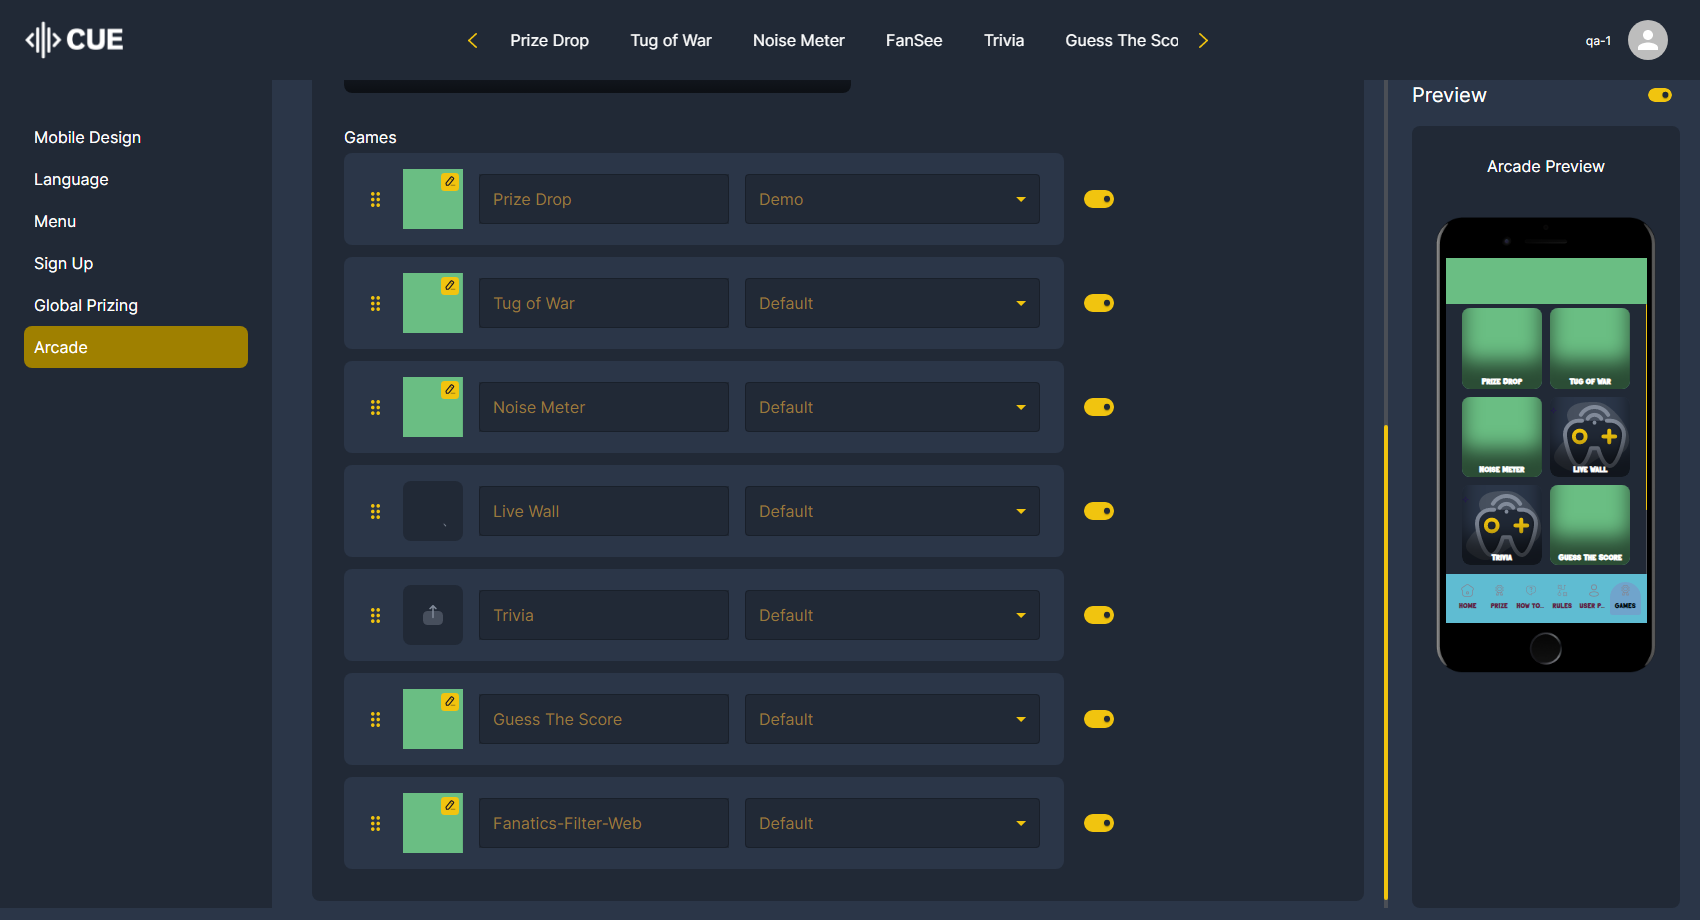 CUE
Prize Drop
Tug of War
Noise Meter
FanSee
Trivia
Guess The Sco
qa-1
Mobile Design
Language
Menu
Sign Up
Global Prizing
Arcade
Games
Prize Drop
Demo
Tug of War
Default
Noise Meter
Default
Live Wall
Default
Trivia
Default
Guess The Score
Default
Fanatics-Filter-Web
Default
Preview
Arcade Preview
PRIZE DROP
TUG OF WAR
NOISE METER
LIVE WALL
TRIVIA
GUESS THE SCORE
HOME
PRIZE
HOW TO..
RULES
USER P..
GAMES